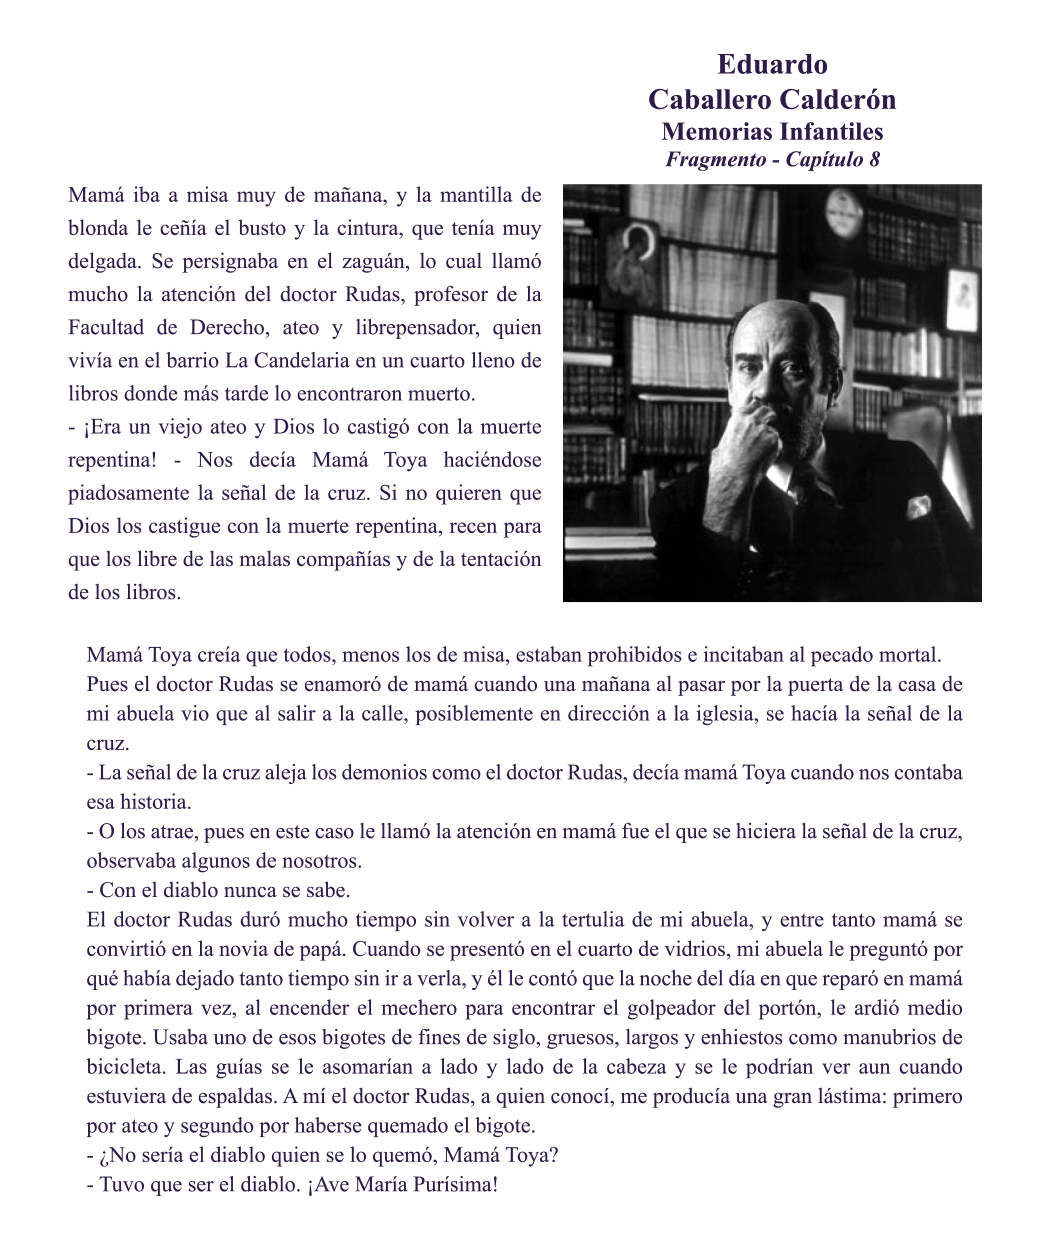 Eduardo
Caballero Calderón
Memorias Infantiles
Fragmento - Capítulo 8
Mamá iba a misa muy de mañana, y la mantilla de
blonda le ceñía el busto y la cintura, que tenía muy
delgada. Se persignaba en el zaguán, lo cual llamó
mucho la atención del doctor Rudas, profesor de la
Facultad de Derecho, ateo y librepensador, quien
vivía en el barrio La Candelaria en un cuarto lleno de
libros donde más tarde lo encontraron muerto.
- ¡Era un viejo ateo y Dios lo castigó con la muerte
repentina! - Nos decía Mamá Toya haciéndose
piadosamente la señal de la cruz. Si no quieren que
Dios los castigue con la muerte repentina, recen para
que los libre de las malas compañías y de la tentación
de los libros.
Mamá Toya creía que todos, menos los de misa, estaban prohibidos e incitaban al pecado mortal.
Pues el doctor Rudas se enamoró de mamá cuando una mañana al pasar por la puerta de la casa de
mi abuela vio que al salir a la calle, posiblemente en dirección a la iglesia, se hacía la señal de la
cruz.
- La señal de la cruz aleja los demonios como el doctor Rudas, decía mamá Toya cuando nos contaba
esa historia.
- O los atrae, pues en este caso le llamó la atención en mamá fue el que se hiciera la señal de la cruz,
observaba algunos de nosotros.
- Con el diablo nunca se sabe.
El doctor Rudas duró mucho tiempo sin volver a la tertulia de mi abuela, y entre tanto mamá se
convirtió en la novia de papá. Cuando se presentó en el cuarto de vidrios, mi abuela le preguntó por
qué había dejado tanto tiempo sin ir a verla, y él le contó que la noche del día en que reparó en mamá
por primera vez, al encender el mechero para encontrar el golpeador del portón, le ardió medio
bigote. Usaba uno de esos bigotes de fines de siglo, gruesos, largos y enhiestos como manubrios de
bicicleta. Las guías se le asomarían a lado y lado de la cabeza y se le podrían ver aun cuando
estuviera de espaldas. A mí el doctor Rudas, a quien conocí, me producía una gran lástima: primero
por ateo y segundo por haberse quemado el bigote.
- ¿No sería el diablo quien se lo quemó, Mamá Toya?
- Tuvo que ser el diablo. ¡Ave María Purísima!